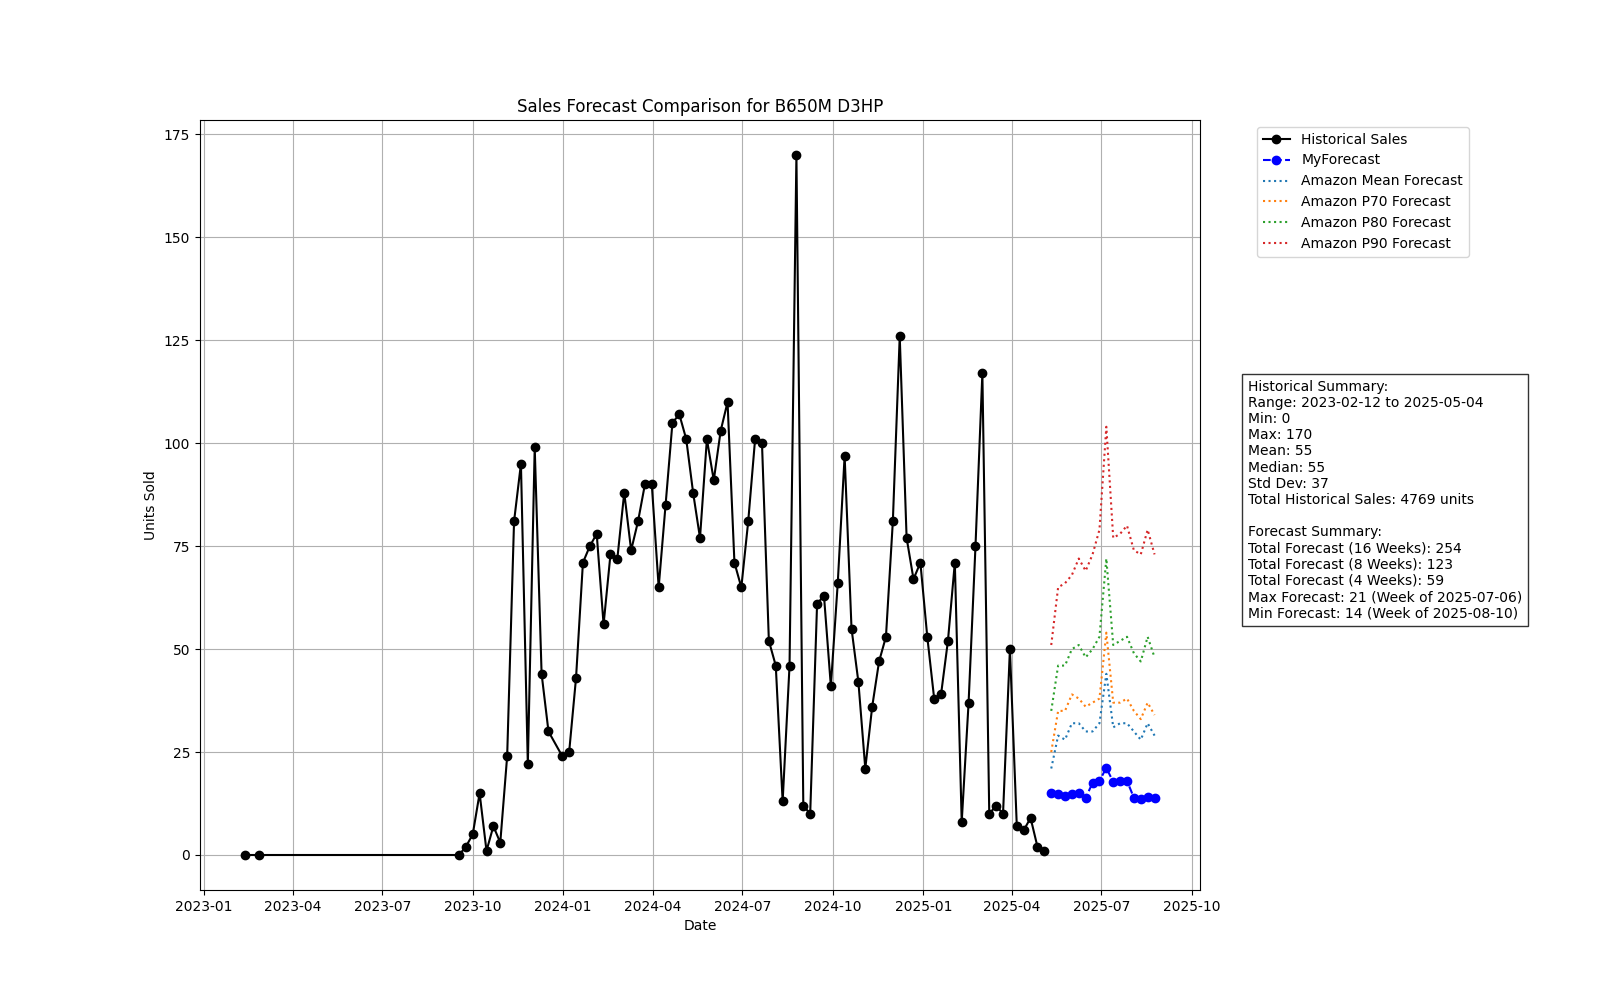 Sales Forecast Comparison for B650M D3HP
175
150
125
100
75
50
25
0
Units Sold
2023-01 2023-04 2023-07 2023-10 2024-01 2024-04 2024-07 2024-10 2025-01 2025-04 2025-07 2025-10
Date
Historical Sales
MyForecast
Amazon Mean Forecast
Amazon P70 Forecast
Amazon P80 Forecast
Amazon P90 Forecast
Historical Summary:
Range: 2023-02-12 to 2025-05-04
Min: 0
Max: 170
Mean: 55
Median: 55
Std Dev: 37
Total Historical Sales: 4769 units
Forecast Summary:
Total Forecast (16 Weeks): 254
Total Forecast (8 Weeks): 123
Total Forecast (4 Weeks): 59
Max Forecast: 21 (Week of 2025-07-06)
Min Forecast: 14 (Week of 2025-08-10)